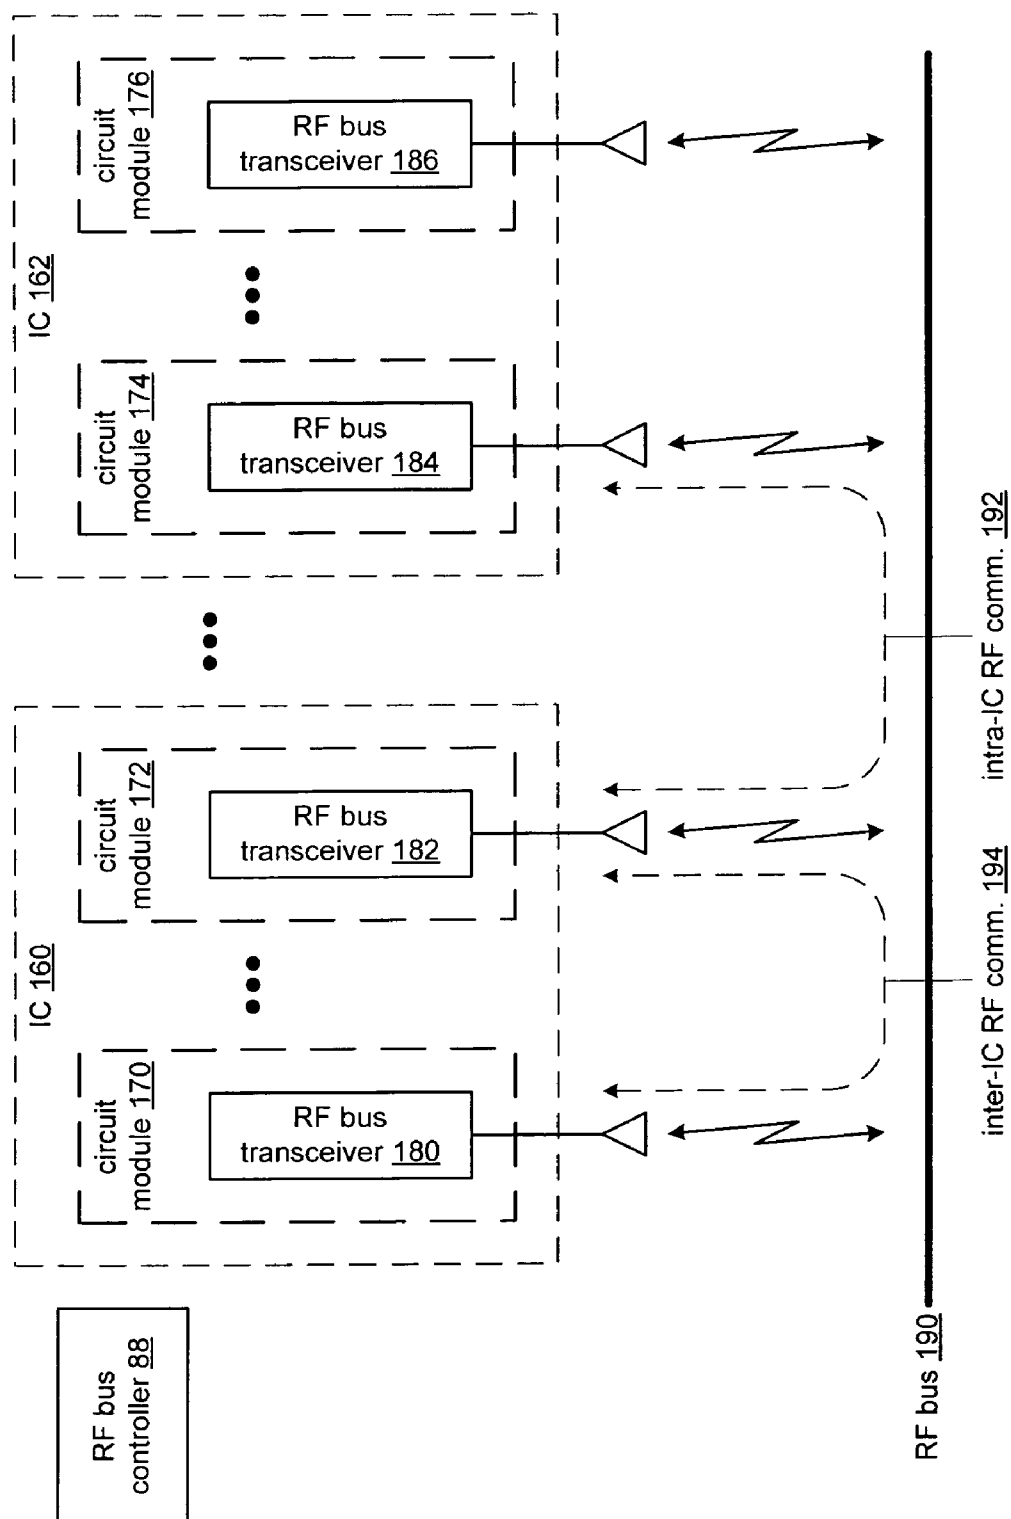 RF bus
controller 88
IC 160
circuit
module 170
RF bus
transceiver 180
circuit
module 172
RF bus
transceiver 182
IC 162
circuit
module 174
RF bus
transceiver 184
circuit
module 176
RF bus
transceiver 186
RF bus 190
inter-IC RF comm. 194
intra-IC RF comm. 192